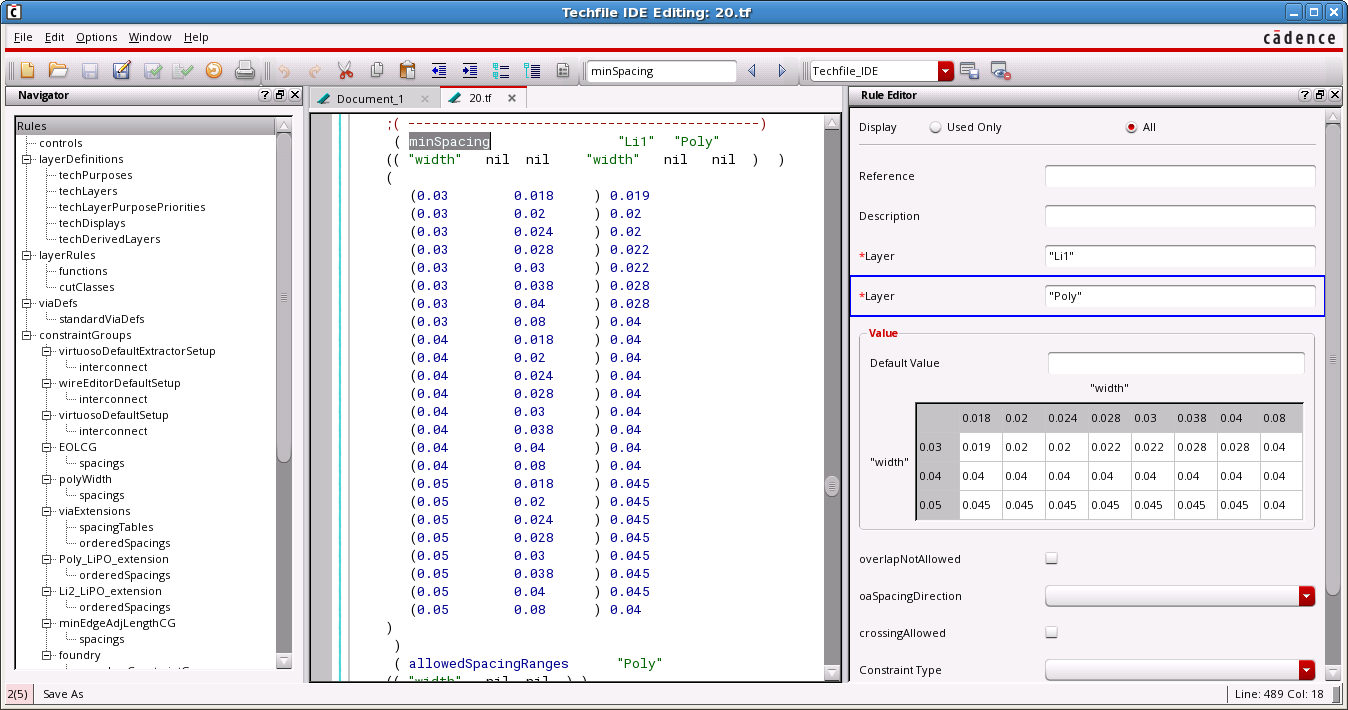 Techfile IDE Editing: 20.tf
File Edit Options Window Help
cādence
minSpacing
Techfile_IDE
Navigator
Rules
controls
layerDefinitions
techPurposes
techLayers
techLayerPurposePriorities
techDisplays
techDerivedLayers
layerRules
functions
cutClasses
viaDefs
standardViaDefs
constraintGroups
virtuosoDefaultExtractorSetup
interconnect
wireEditorDefaultSetup
interconnect
virtuosoDefaultSetup
interconnect
EOLCG
spacings
polyWidth
spacings
viaExtensions
spacingTables
orderedSpacings
Poly_LiPO_extension
orderedSpacings
Li2_LiPO_extension
orderedSpacings
minEdgeAdjLengthCG
spacings
foundry
Document_1
20.tf
;( --------------------------------------------)
( minSpacing "Li1" "Poly"
(( "width" nil nil "width" nil nil ) )
(
(0.03 0.018 ) 0.019
(0.03 0.02 ) 0.02
(0.03 0.024 ) 0.02
(0.03 0.028 ) 0.022
(0.03 0.03 ) 0.022
(0.03 0.038 ) 0.028
(0.03 0.04 ) 0.028
(0.03 0.08 ) 0.04
(0.04 0.018 ) 0.04
(0.04 0.02 ) 0.04
(0.04 0.024 ) 0.04
(0.04 0.028 ) 0.04
(0.04 0.03 ) 0.04
(0.04 0.038 ) 0.04
(0.04 0.04 ) 0.04
(0.04 0.08 ) 0.04
(0.05 0.018 ) 0.045
(0.05 0.02 ) 0.045
(0.05 0.024 ) 0.045
(0.05 0.028 ) 0.045
(0.05 0.03 ) 0.045
(0.05 0.038 ) 0.045
(0.05 0.04 ) 0.045
(0.05 0.08 ) 0.04
)
)
( allowedSpacingRanges "Poly"
(( "width" nil nil ) )
Rule Editor
Display Used Only All
Reference
Description
*Layer "Li1"
*Layer "Poly"
Value
Default Value
"width"
0.018 0.02 0.024 0.028 0.03 0.038 0.04 0.08
0.03 0.019 0.02 0.02 0.022 0.022 0.028 0.028 0.04
"width"
0.04 0.04 0.04 0.04 0.04 0.04 0.04 0.04 0.04
0.05 0.045 0.045 0.045 0.045 0.045 0.045 0.045 0.04
overlapNotAllowed
oaSpacingDirection
crossingAllowed
Constraint Type
2(5) Save As
Line: 489 Col: 18